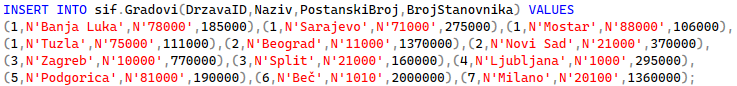 INSERT INTO sif.Gradovi(DrzavaID,Naziv,PostanskiBroj,BrojStanovnika) VALUES
(1,N'Banja Luka',N'78000',185000),(1,N'Sarajevo',N'71000',275000),(1,N'Mostar',N'88000',106000),
(1,N'Tuzla',N'75000',111000),(2,N'Beograd',N'11000',1370000),(2,N'Novi Sad',N'21000',370000),
(3,N'Zagreb',N'10000',770000),(3,N'Split',N'21000',160000),(4,N'Ljubljana',N'1000',295000),
(5,N'Podgorica',N'81000',190000),(6,N'Beč',N'1010',2000000),(7,N'Milano',N'20100',1360000);